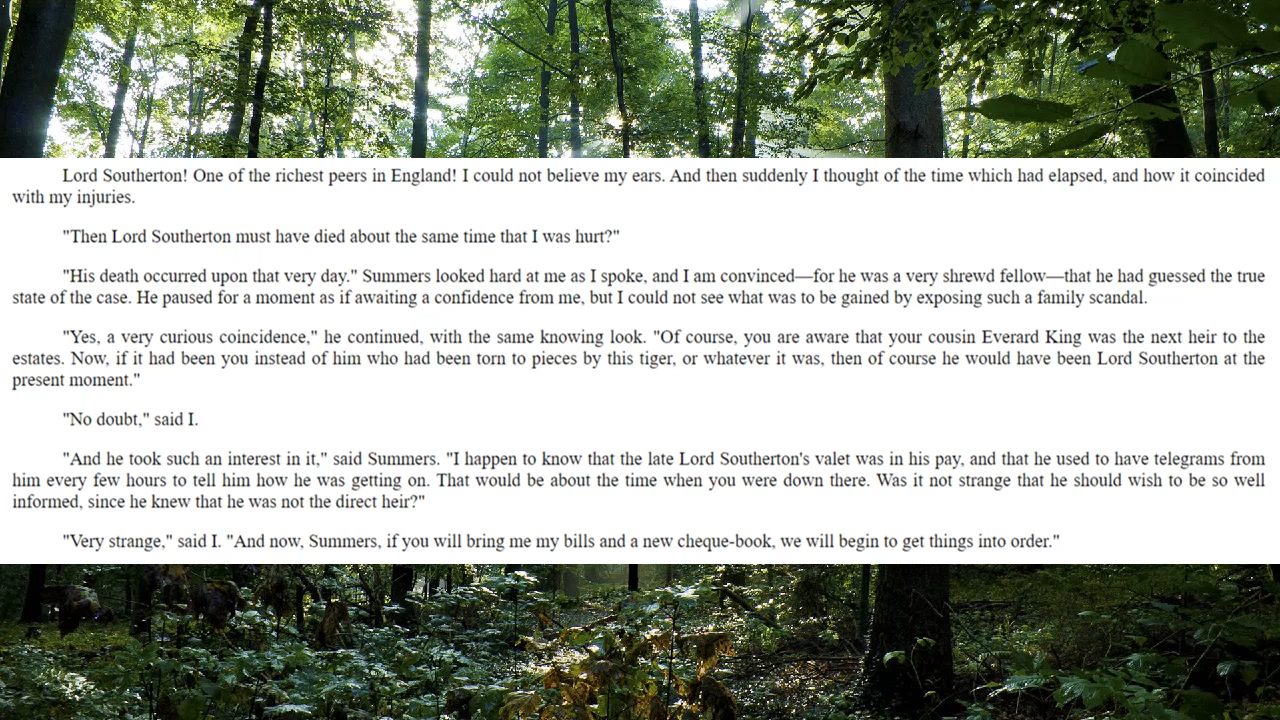 Lord Southerton! One of the richest peers in England! I could not believe my ears. And then suddenly I thought of the time which had elapsed, and how it coincided
with my injuries.
"Then Lord Southerton must have died about the same time that I was hurt?"
"His death occurred upon that very day." Summers looked hard at me as I spoke, and I am convinced—for he was a very shrewd fellow—that he had guessed the true
state of the case. He paused for a moment as if awaiting a confidence from me, but I could not see what was to be gained by exposing such a family scandal.
"Yes, a very curious coincidence," he continued, with the same knowing look. "Of course, you are aware that your cousin Everard King was the next heir to the
estates. Now, if it had been you instead of him who had been torn to pieces by this tiger, or whatever it was, then of course he would have been Lord Southerton at the
present moment."
"No doubt," said I.
"And he took such an interest in it," said Summers. "I happen to know that the late Lord Southerton's valet was in his pay, and that he used to have telegrams from
him every few hours to tell him how he was getting on. That would be about the time when you were down there. Was it not strange that he should wish to be so well
informed, since he knew that he was not the direct heir?"
"Very strange," said I. "And now, Summers, if you will bring me my bills and a new cheque-book, we will begin to get things into order."